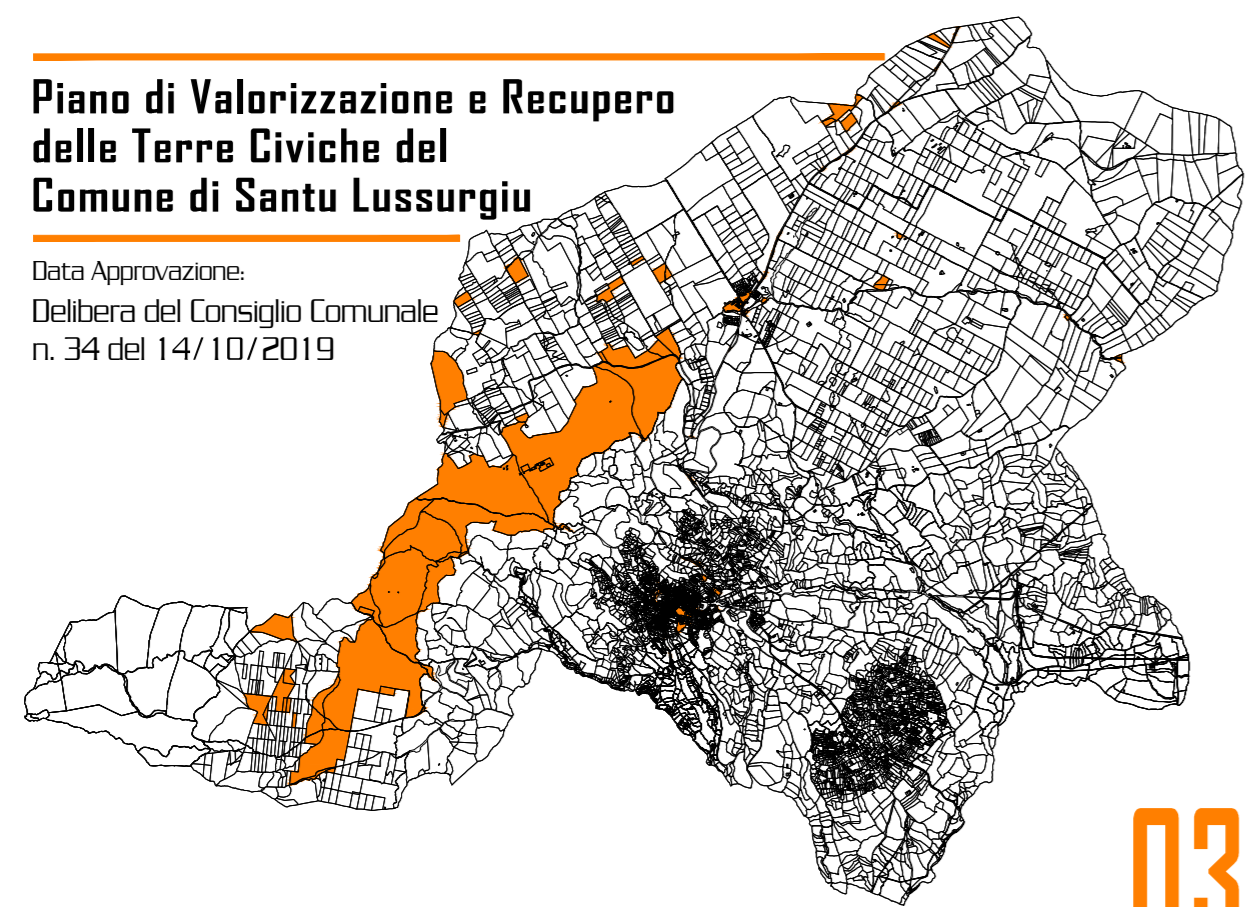 Piano di Valorizzazione e Recupero
delle Terre Civiche del
Comune di Santu Lussurgiu
Data Approvazione:
Delibera del Consiglio Comunale
n. 34 del 14/10/2019
03